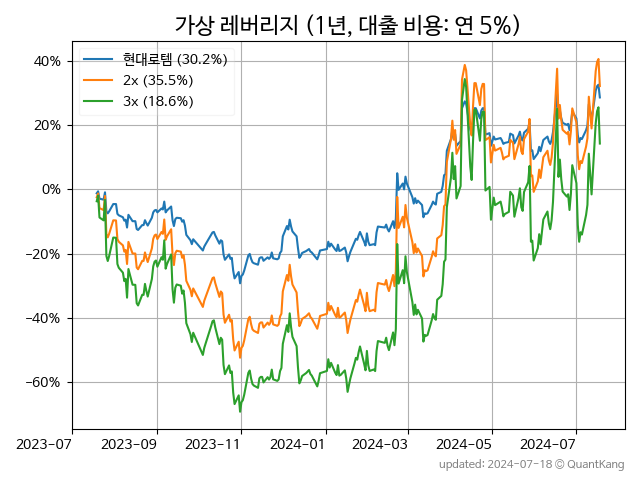 가상 레버리지 (1년, 대출 비용: 연 5%)
현대로템 (30.2%)
2x (35.5%)
3x (18.6%)
40%
20%
0%
−20%
−40%
−60%
2023-07 2023-09 2023-11 2024-01 2024-03 2024-05 2024-07
updated: 2024-07-18 © QuantKang